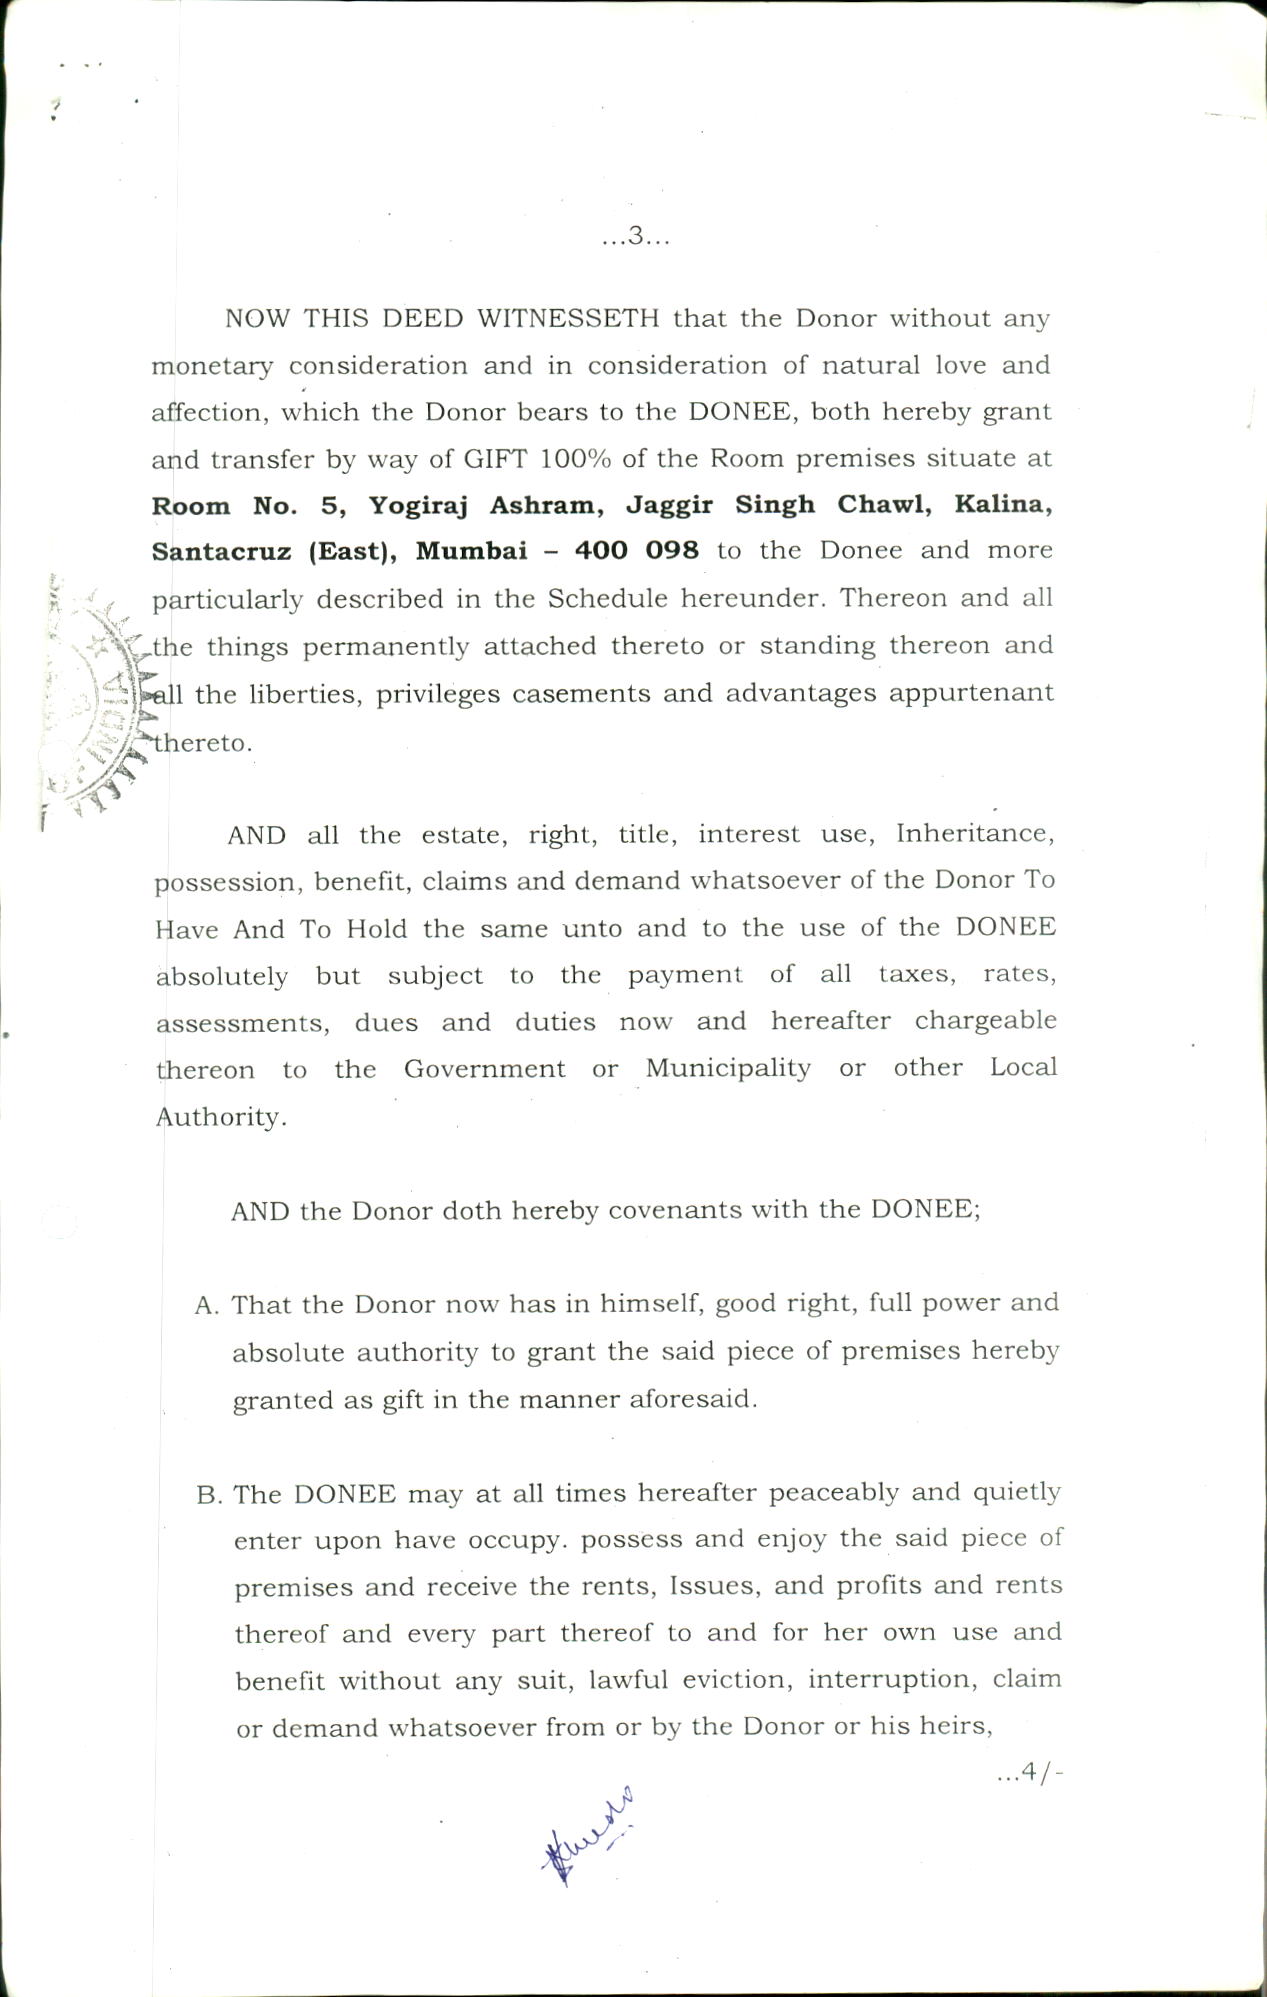 ...3...
NOW THIS DEED WITNESSETH that the Donor without any
monetary consideration and in consideration of natural love and
affection, which the Donor bears to the DONEE, both hereby grant
and transfer by way of GIFT 100% of the Room premises situate at
Room No. 5, Yogiraj Ashram, Jaggir Singh Chawl, Kalina,
Santacruz (East), Mumbai – 400 098 to the Donee and more
particularly described in the Schedule hereunder. Thereon and all
the things permanently attached thereto or standing thereon and
all the liberties, privileges casements and advantages appurtenant
thereto.
AND all the estate, right, title, interest use, Inheritance,
possession, benefit, claims and demand whatsoever of the Donor To
Have And To Hold the same unto and to the use of the DONEE
absolutely but subject to the payment of all taxes, rates,
assessments, dues and duties now and hereafter chargeable
thereon to the Government or Municipality or other Local
Authority.
AND the Donor doth hereby covenants with the DONEE;
A. That the Donor now has in himself, good right, full power and
absolute authority to grant the said piece of premises hereby
granted as gift in the manner aforesaid.
B. The DONEE may at all times hereafter peaceably and quietly
enter upon have occupy. possess and enjoy the said piece of
premises and receive the rents, Issues, and profits and rents
thereof and every part thereof to and for her own use and
benefit without any suit, lawful eviction, interruption, claim
or demand whatsoever from or by the Donor or his heirs,
...4/-
INDIA